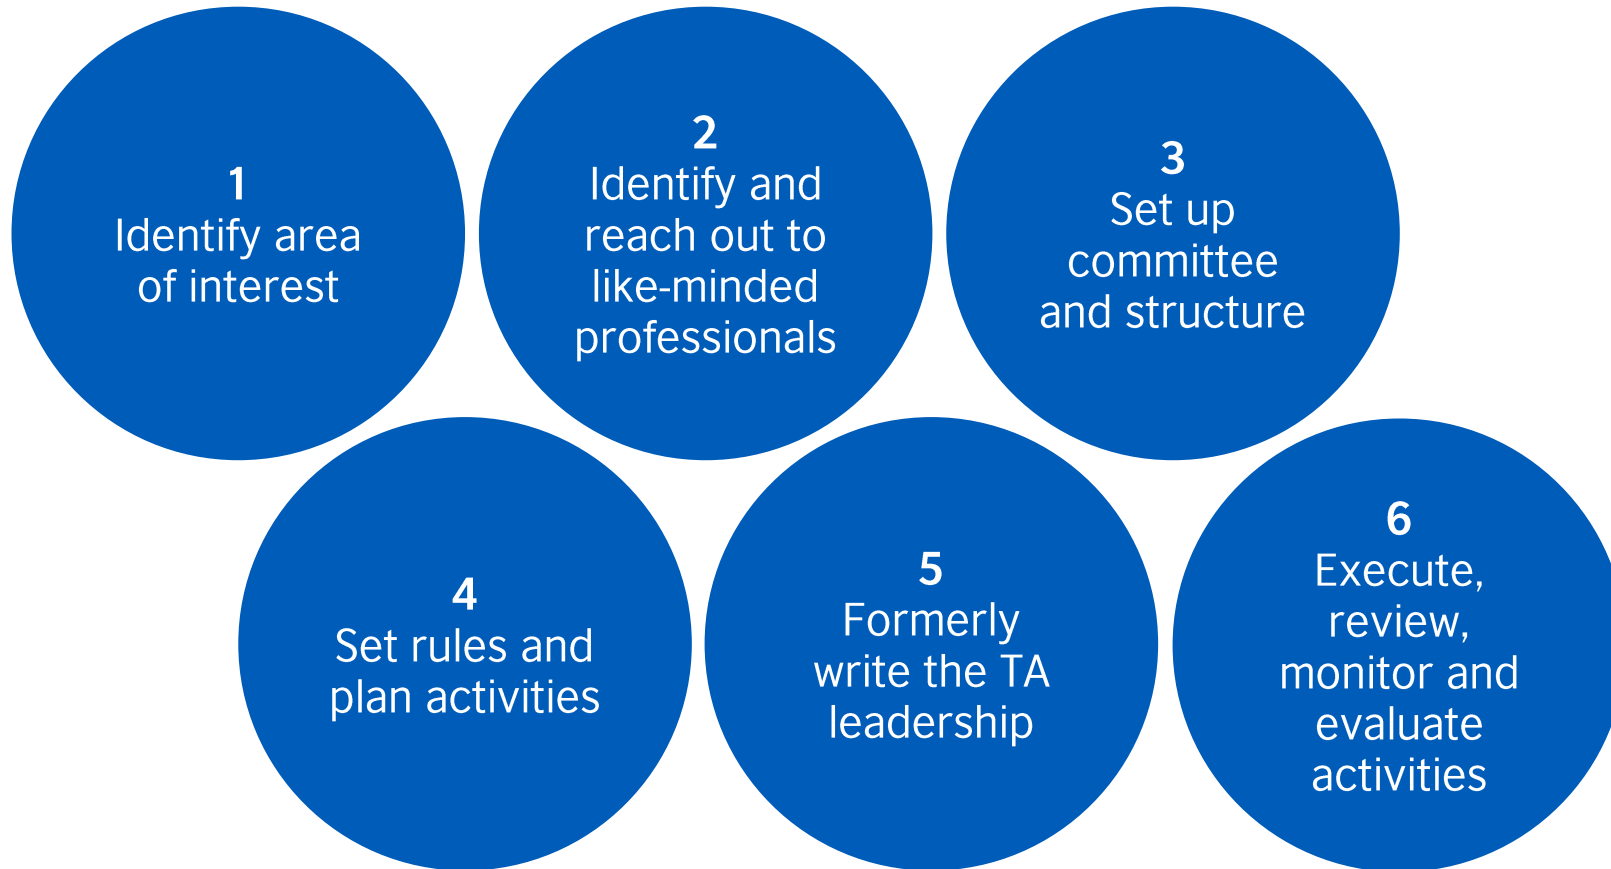 1
Identify area
of interest
2
Identify and
reach out to
like-minded
professionals
3
Set up
committee
and structure
4
Set rules and
plan activities
5
Formerly
write the TA
leadership
6
Execute,
review,
monitor and
evaluate
activities